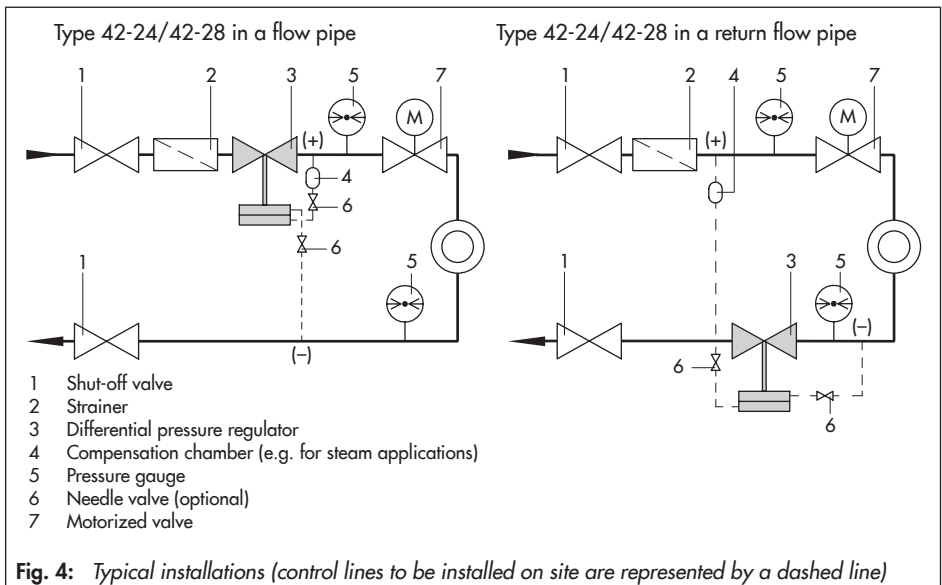 Type 42-24/42-28 in a flow pipe
1 2 3 5 7
M
(+)
4
6
6
1 5
(–)
Type 42-24/42-28 in a return flow pipe
1 2 4 5 7
M
(+)
1 3 5
(–)
6
6
1 Shut-off valve
2 Strainer
3 Differential pressure regulator
4 Compensation chamber (e.g. for steam applications)
5 Pressure gauge
6 Needle valve (optional)
7 Motorized valve
Fig. 4: Typical installations (control lines to be installed on site are represented by a dashed line)